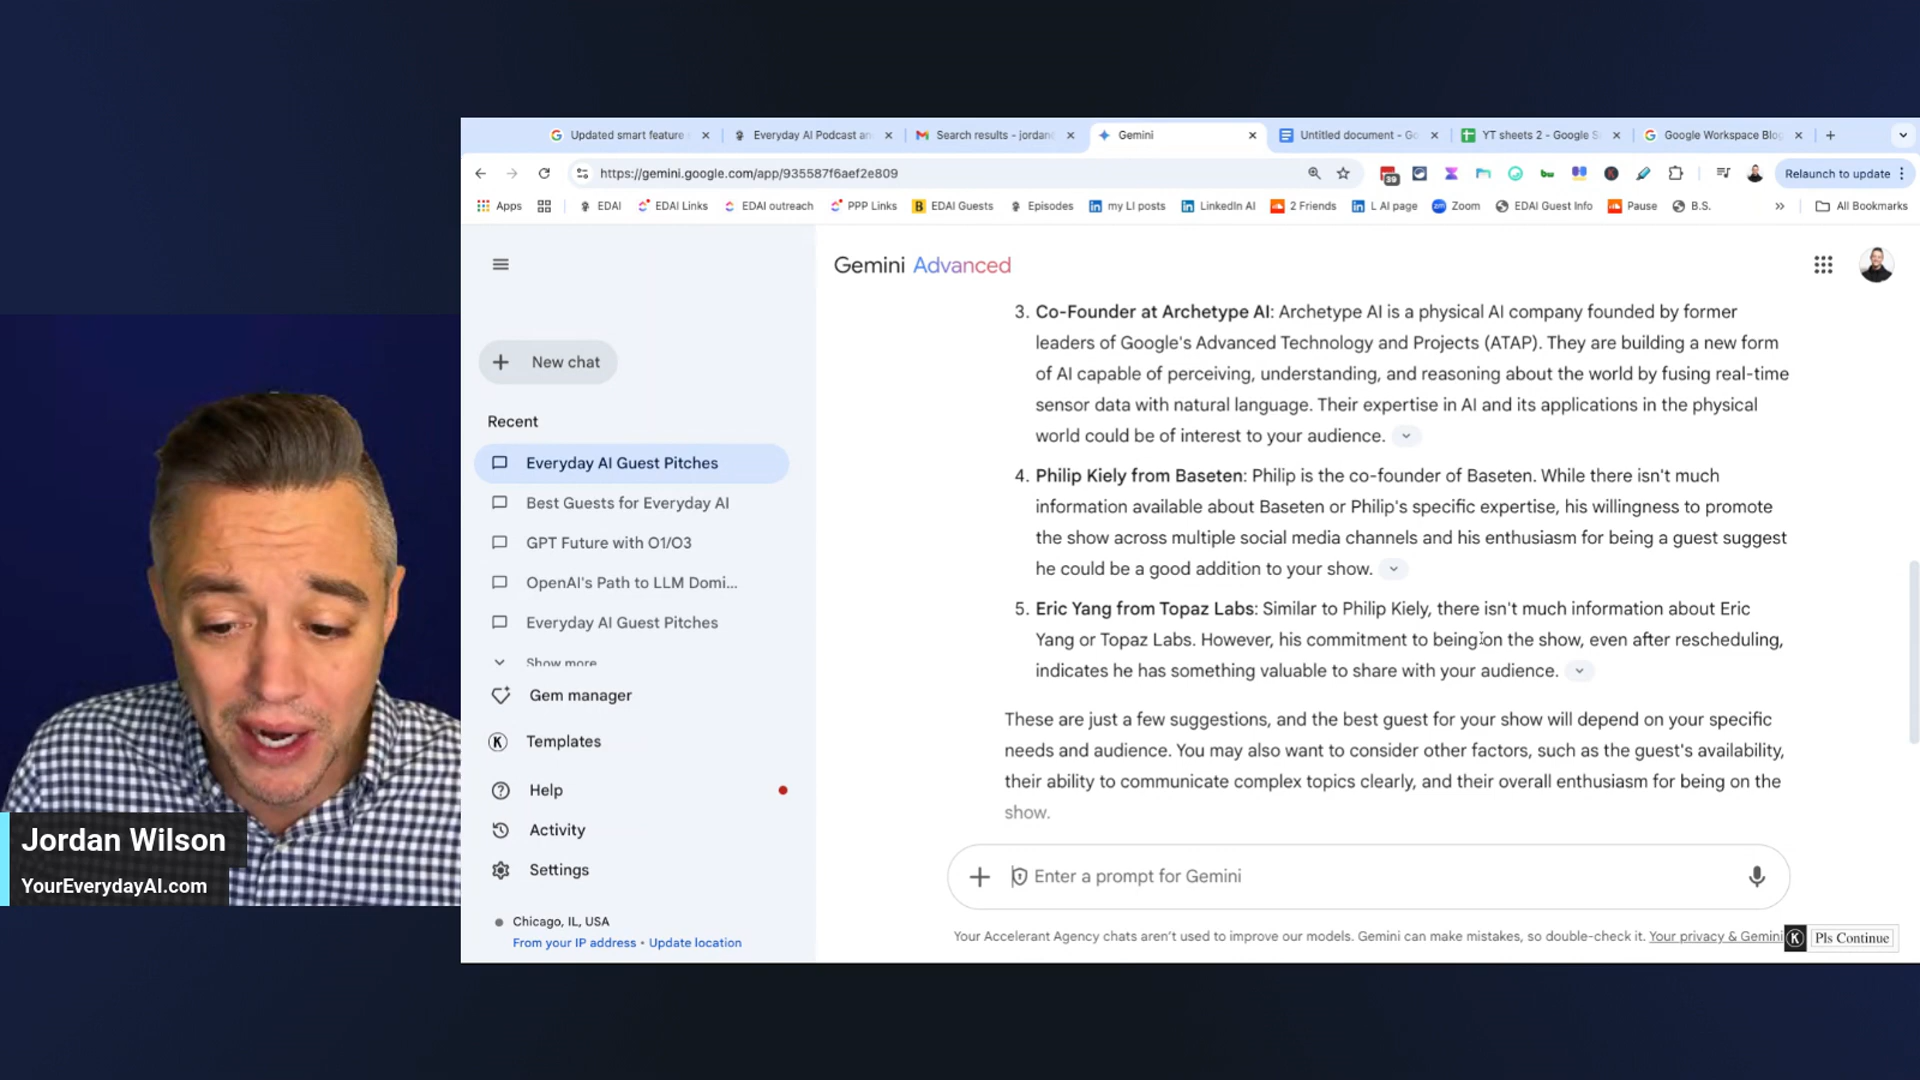 Updated smart feature
Everyday AI Podcast an
Search results - jordan
Gemini
Untitled document - Go
YT sheets 2 - Google S
Google Workspace Blog
https://gemini.google.com/app/935587f6aef2e809
39
Relaunch to update
Apps
EDAI
EDAI Links
EDAI outreach
PPP Links
EDAI Guests
Episodes
my LI posts
LinkedIn AI
2 Friends
L AI page
Zoom
EDAI Guest Info
Pause
B.S.
All Bookmarks
Gemini Advanced
New chat
Recent
Everyday AI Guest Pitches
Best Guests for Everyday AI
GPT Future with O1/O3
OpenAI's Path to LLM Domi...
Everyday AI Guest Pitches
Show more
Gem manager
Templates
Help
Activity
Settings
Chicago, IL, USA
From your IP address • Update location
3. Co-Founder at Archetype AI: Archetype AI is a physical AI company founded by former
leaders of Google's Advanced Technology and Projects (ATAP). They are building a new form
of AI capable of perceiving, understanding, and reasoning about the world by fusing real-time
sensor data with natural language. Their expertise in AI and its applications in the physical
world could be of interest to your audience.
4. Philip Kiely from Baseten: Philip is the co-founder of Baseten. While there isn't much
information available about Baseten or Philip's specific expertise, his willingness to promote
the show across multiple social media channels and his enthusiasm for being a guest suggest
he could be a good addition to your show.
5. Eric Yang from Topaz Labs: Similar to Philip Kiely, there isn't much information about Eric
Yang or Topaz Labs. However, his commitment to being on the show, even after rescheduling,
indicates he has something valuable to share with your audience.
These are just a few suggestions, and the best guest for your show will depend on your specific
needs and audience. You may also want to consider other factors, such as the guest's availability,
their ability to communicate complex topics clearly, and their overall enthusiasm for being on the
show.
Enter a prompt for Gemini
Your Accelerant Agency chats aren't used to improve our models. Gemini can make mistakes, so double-check it. Your privacy & Gemini
K Pls Continue
Jordan Wilson
YourEverydayAI.com